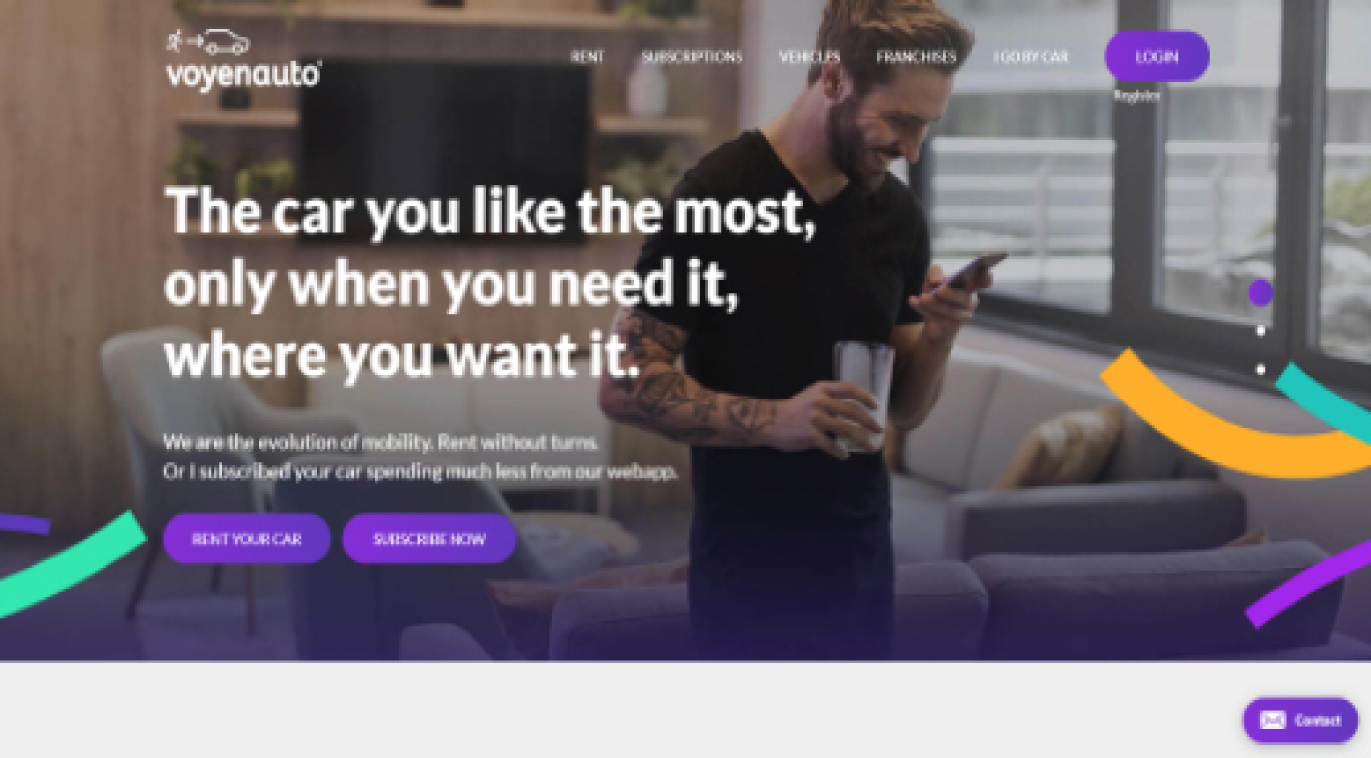 voyenauto
RENT SUBSCRIPTIONS VEHICLES FRANCHISES I GO BY CAR LOGIN
Register
The car you like the most,
only when you need it,
where you want it.
We are the evolution of mobility. Rent without turns.
Or I subscribed your car spending much less from our webapp.
RENT YOUR CAR SUBSCRIBE NOW
Contact